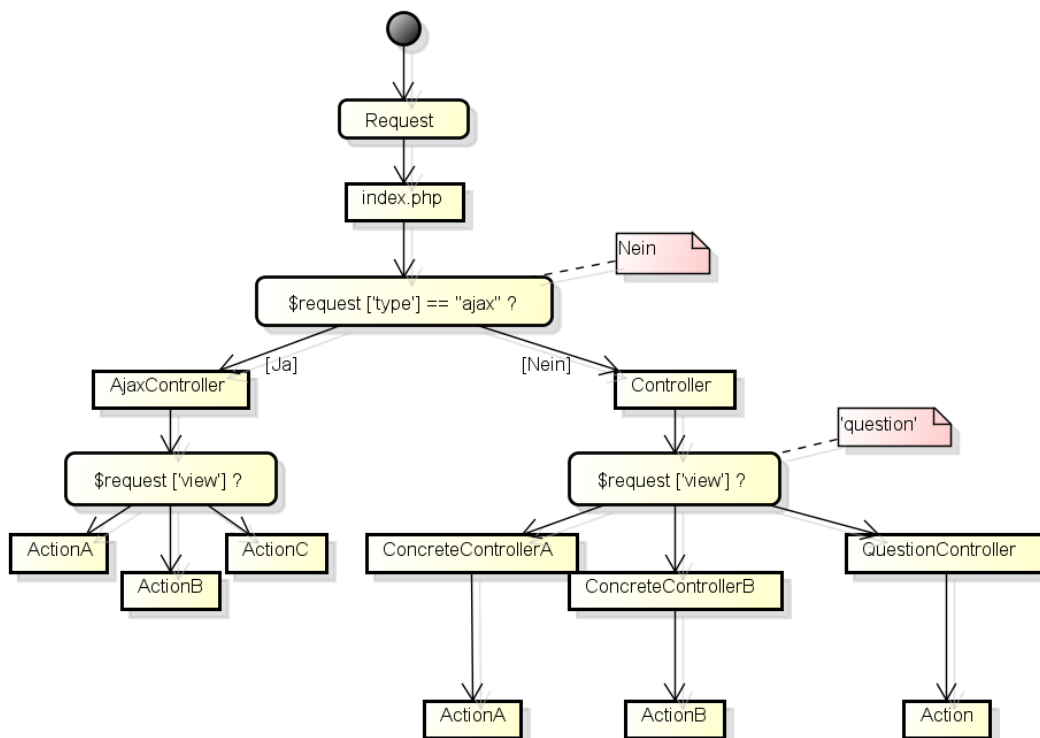 Request
index.php
Nein
$request ['type'] == "ajax" ?
[Ja]
[Nein]
AjaxController
Controller
'question'
$request ['view'] ?
$request ['view'] ?
ActionA
ActionC
ConcreteControllerA
QuestionController
ActionB
ConcreteControllerB
ActionA
ActionB
Action